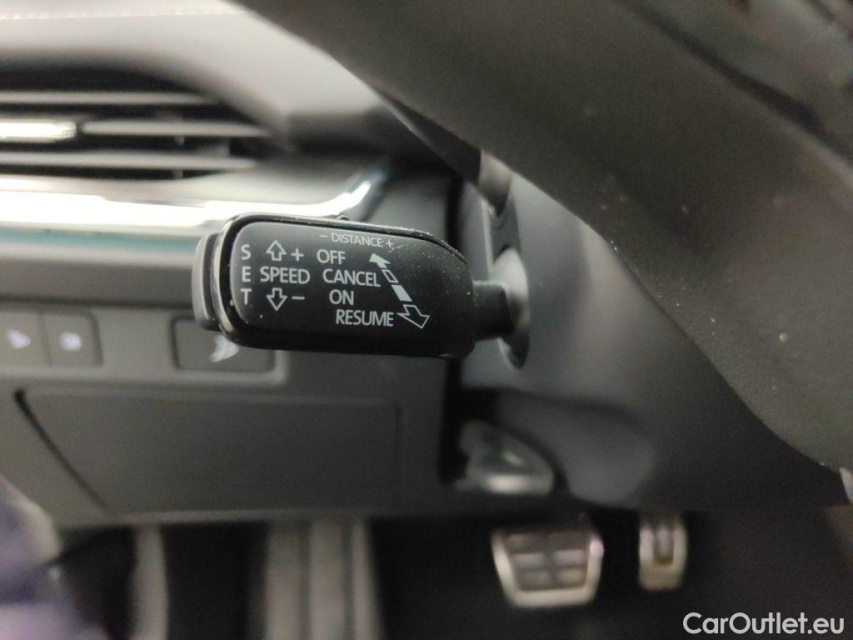 - DISTANCE +
S + OFF
E SPEED CANCEL
T - ON
RESUME
CarOutlet.eu